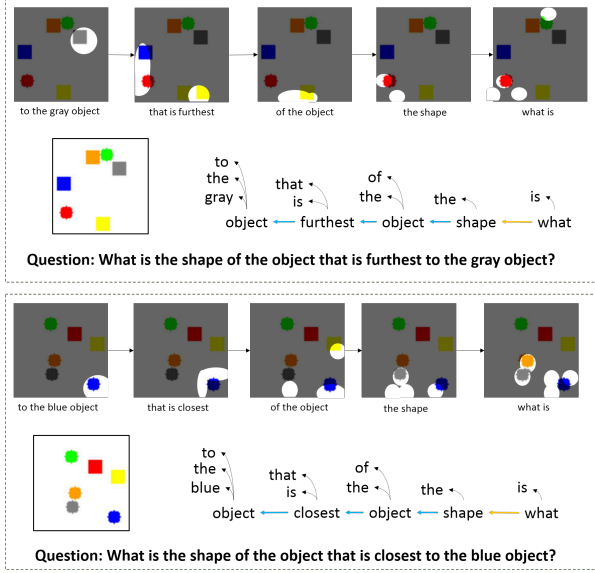 to the gray object
that is furthest
of the object
the shape
what is
to
the
gray
that
is
of
the
the
is
object
furthest
object
shape
what
Question: What is the shape of the object that is furthest to the gray object?
to the blue object
that is closest
of the object
the shape
what is
to
the
blue
that
is
of
the
the
is
object
closest
object
shape
what
Question: What is the shape of the object that is closest to the blue object?